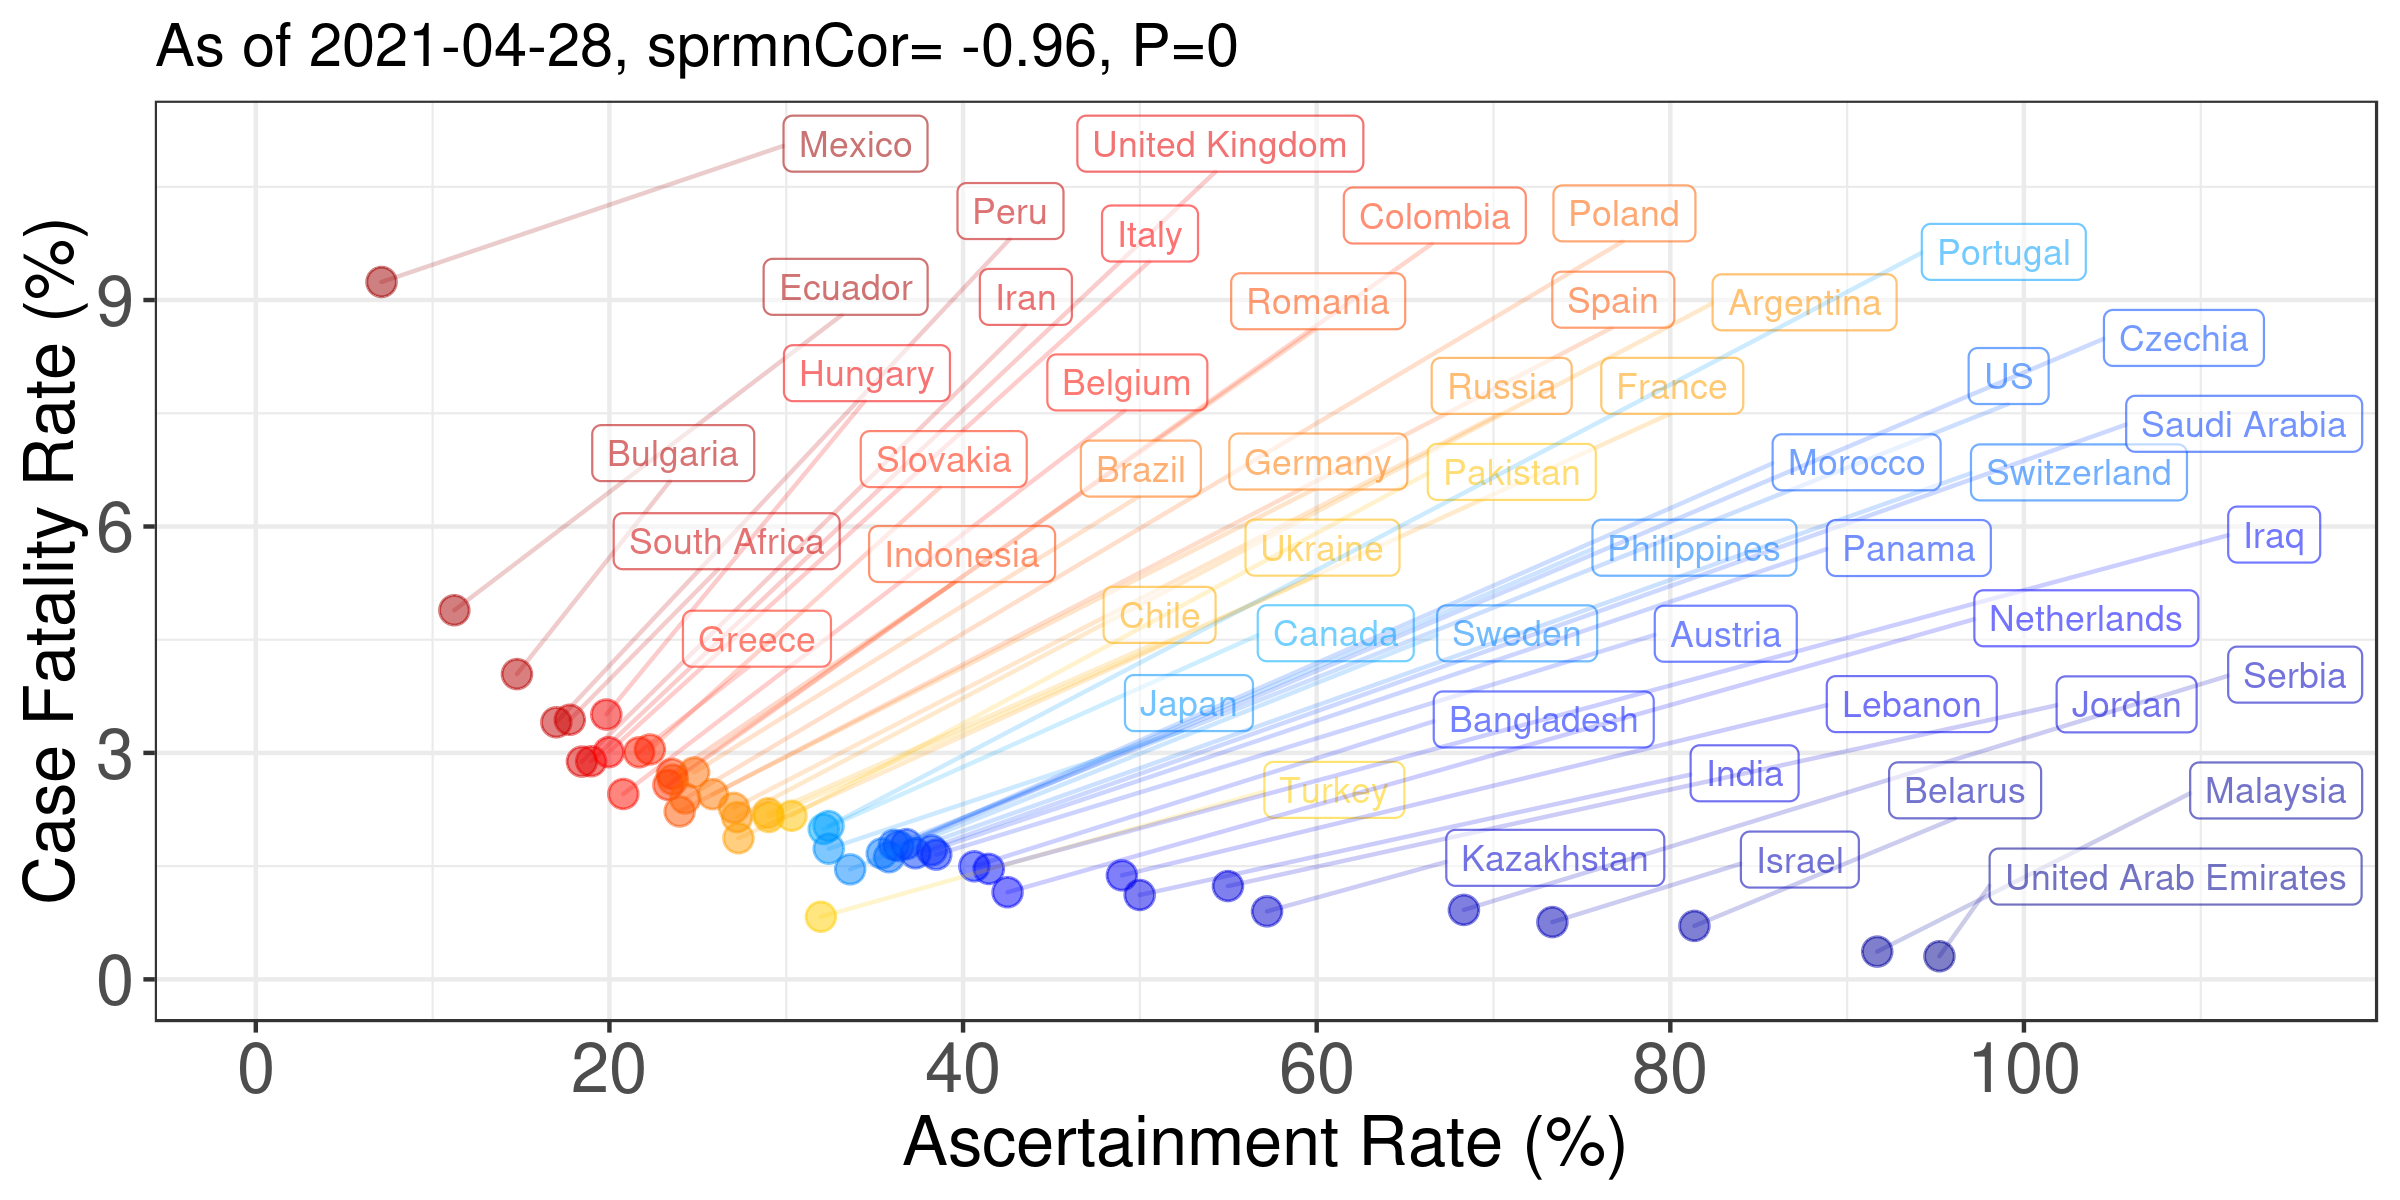 As of 2021-04-28, sprmnCor= -0.96, P=0
Case Fatality Rate (%)
9
6
3
0
Mexico
United Kingdom
Peru
Italy
Colombia
Poland
Portugal
Ecuador
Iran
Romania
Spain
Argentina
Czechia
Hungary
Belgium
Russia
France
US
Bulgaria
Slovakia
Brazil
Germany
Pakistan
Morocco
Switzerland
Saudi Arabia
South Africa
Indonesia
Ukraine
Philippines
Panama
Iraq
Greece
Chile
Canada
Sweden
Austria
Netherlands
Japan
Bangladesh
Lebanon
Jordan
Serbia
Turkey
India
Belarus
Malaysia
Kazakhstan
Israel
United Arab Emirates
0
20
40
60
80
100
Ascertainment Rate (%)